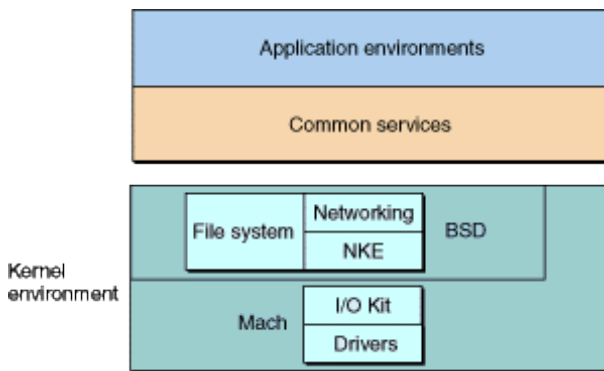 Application environments
Common services
File system
Networking
NKE
BSD
Kernel
environment
Mach
I/O Kit
Drivers